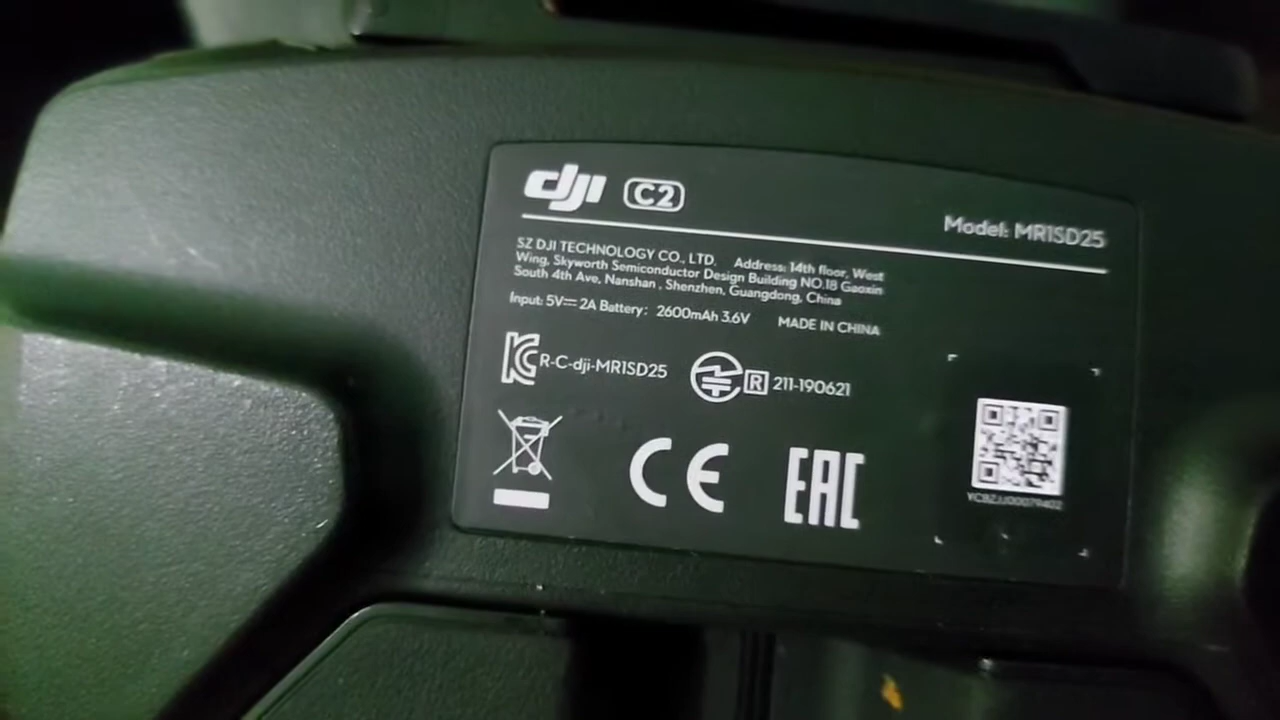 dji C2
Model: MR1SD25
SZ DJI TECHNOLOGY CO., LTD. Address: 14th floor, West
Wing, Skyworth Semiconductor Design Building NO.18 Gaoxin
South 4th Ave, Nanshan , Shenzhen, Guangdong, China
Input: 5V⎓2A Battery: 2600mAh 3.6V MADE IN CHINA
R-C-dji-MR1SD25
R 211-190621
CE
EAC